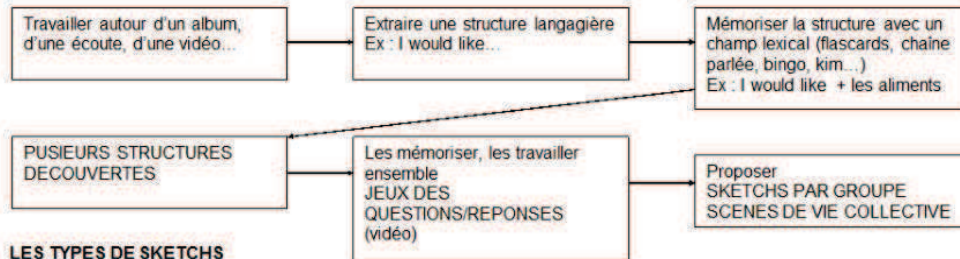 Travailler autour d'un album,
d'une écoute, d'une vidéo...
Extraire une structure langagière
Ex : I would like...
Mémoriser la structure avec un
champ lexical (flascards, chaîne
parlée, bingo, kim...)
Ex : I would like + les aliments
PUSIEURS STRUCTURES
DECOUVERTES
Les mémoriser, les travailler
ensemble
JEUX DES
QUESTIONS/REPONSES
(vidéo)
Proposer
SKETCHS PAR GROUPE
SCENES DE VIE COLLECTIVE
LES TYPES DE SKETCHS